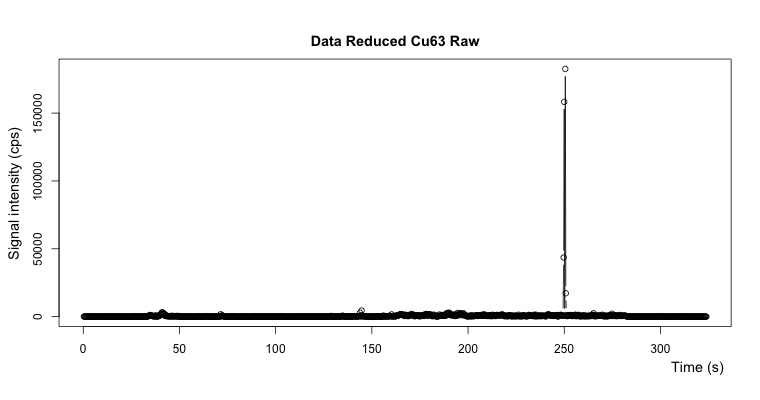 Data Reduced Cu63 Raw
Signal intensity (cps)
150000
100000
50000
0
0 50 100 150 200 250 300
Time (s)